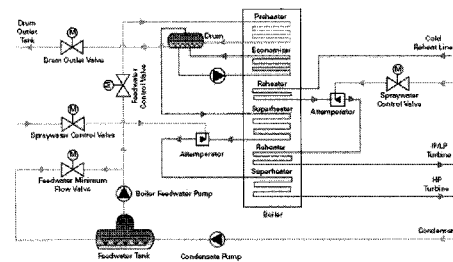 Drum
Outlet
Tank
M
Drum Outlet Valve
M
Feedwater
Control Valve
Drum
Preheater
Economiser
Reheater
Superheater
Reheater
Superheater
Boiler
Attemperator
M
Spraywater
Control Valve
Cold
Reheat Line
M
Spraywater Control Valve
Attemperator
M
Feedwater Minimum
Flow Valve
IP/LP
Turbine
HP
Turbine
Boiler Feedwater Pump
Feedwater Tank
Condensate Pump
Condenser